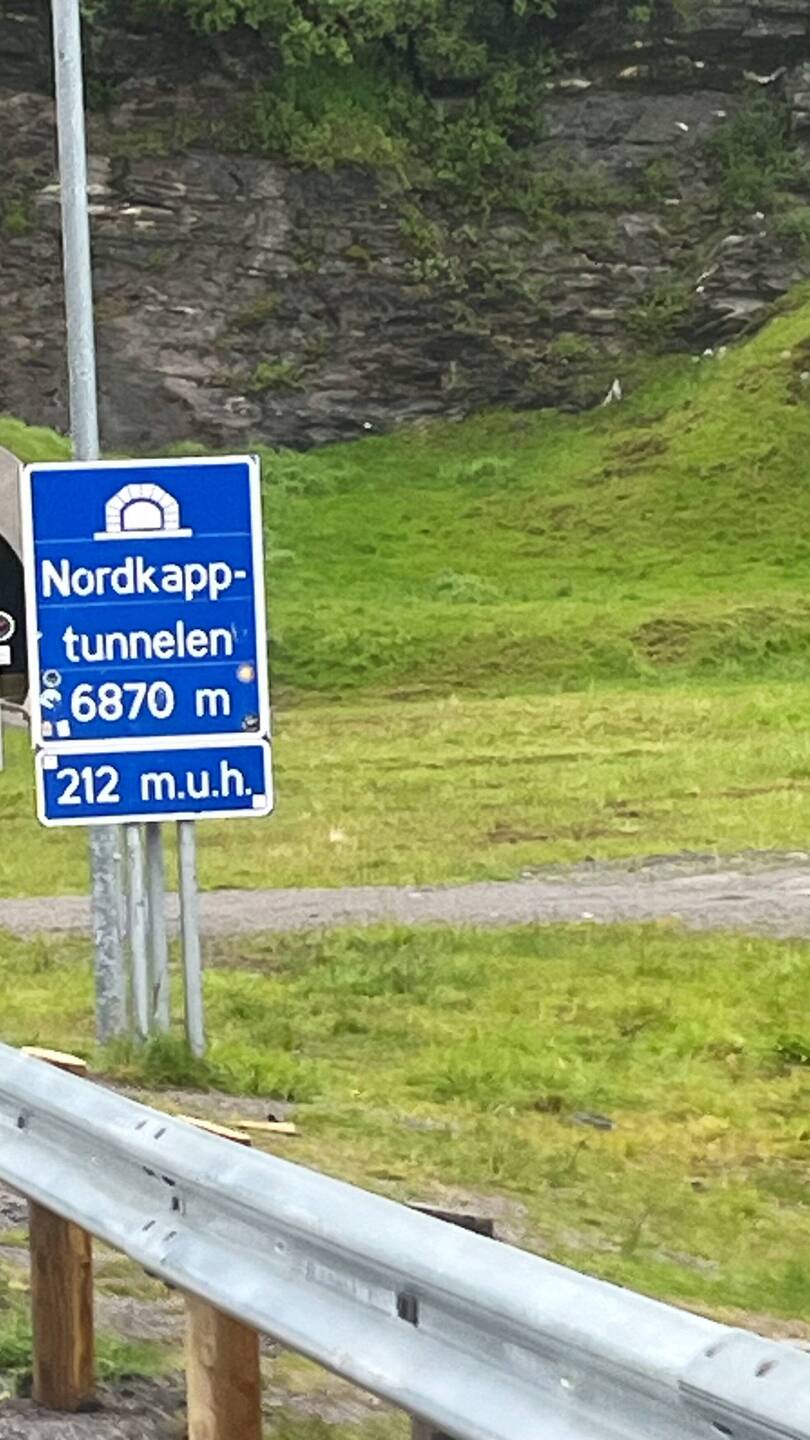 Nordkapp-
tunnelen
6870 m
212 m.u.h.